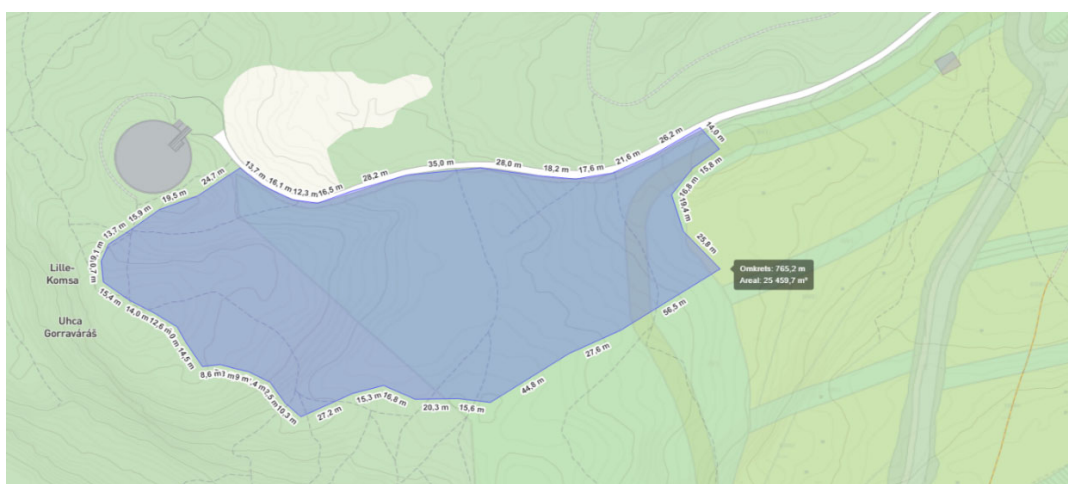 14,0 m
26,2 m
21,6 m
17,6 m
18,2 m
28,0 m
35,0 m
28,2 m
16,5 m
12,3 m
16,1 m
13,7 m
24,7 m
19,5 m
15,9 m
13,7 m
15,8 m
16,8 m
19,4 m
25,8 m
Omkrets: 765,2 m
Areal: 25 459,7 m²
Lille-
Komsa
Uhca
Gorraváráš
15,4 m
14,0 m
12,6 m
14,5 m
8,6 m
10,3 m
27,2 m
15,3 m
16,8 m
20,3 m
15,6 m
44,8 m
27,6 m
56,5 m